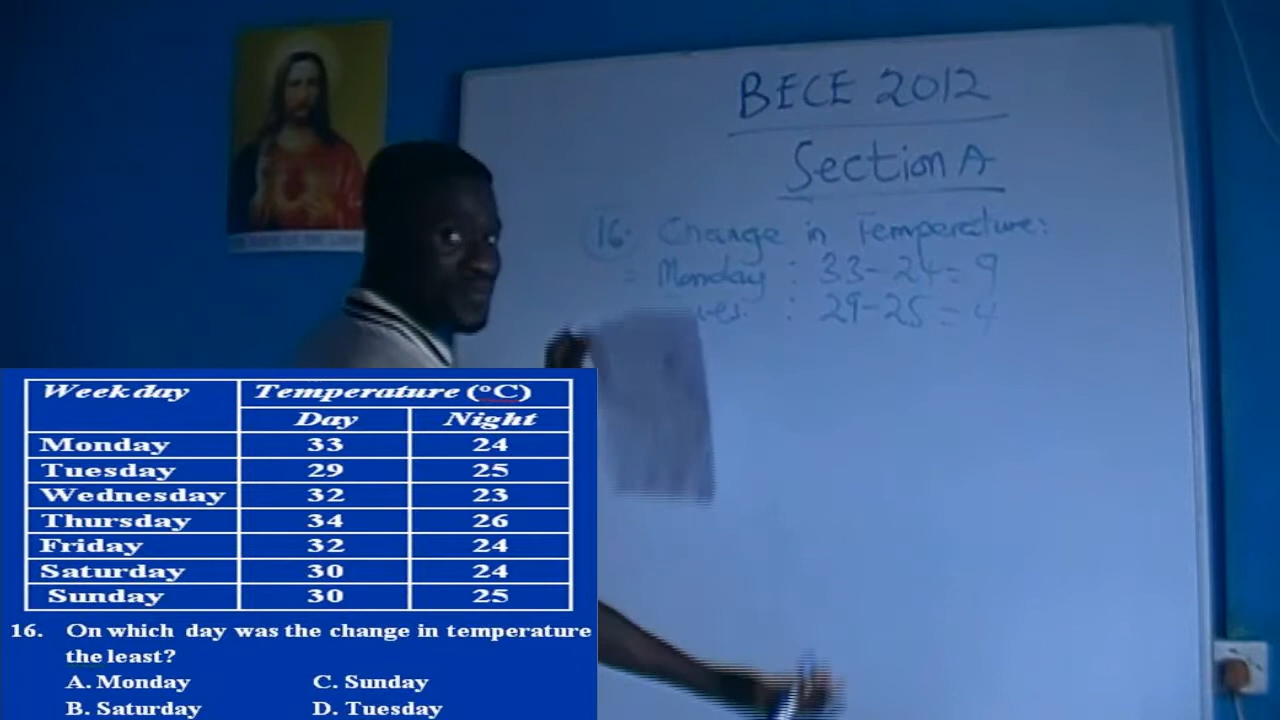 BECE 2012
Section A
16. Change in Temperature:
= Monday : 33-24=9
ues. : 29-25=4
Weekday Temperature (°C)
Day Night
Monday 33 24
Tuesday 29 25
Wednesday 32 23
Thursday 34 26
Friday 32 24
Saturday 30 24
Sunday 30 25
16. On which day was the change in temperature
the least?
A. Monday C. Sunday
B. Saturday D. Tuesday